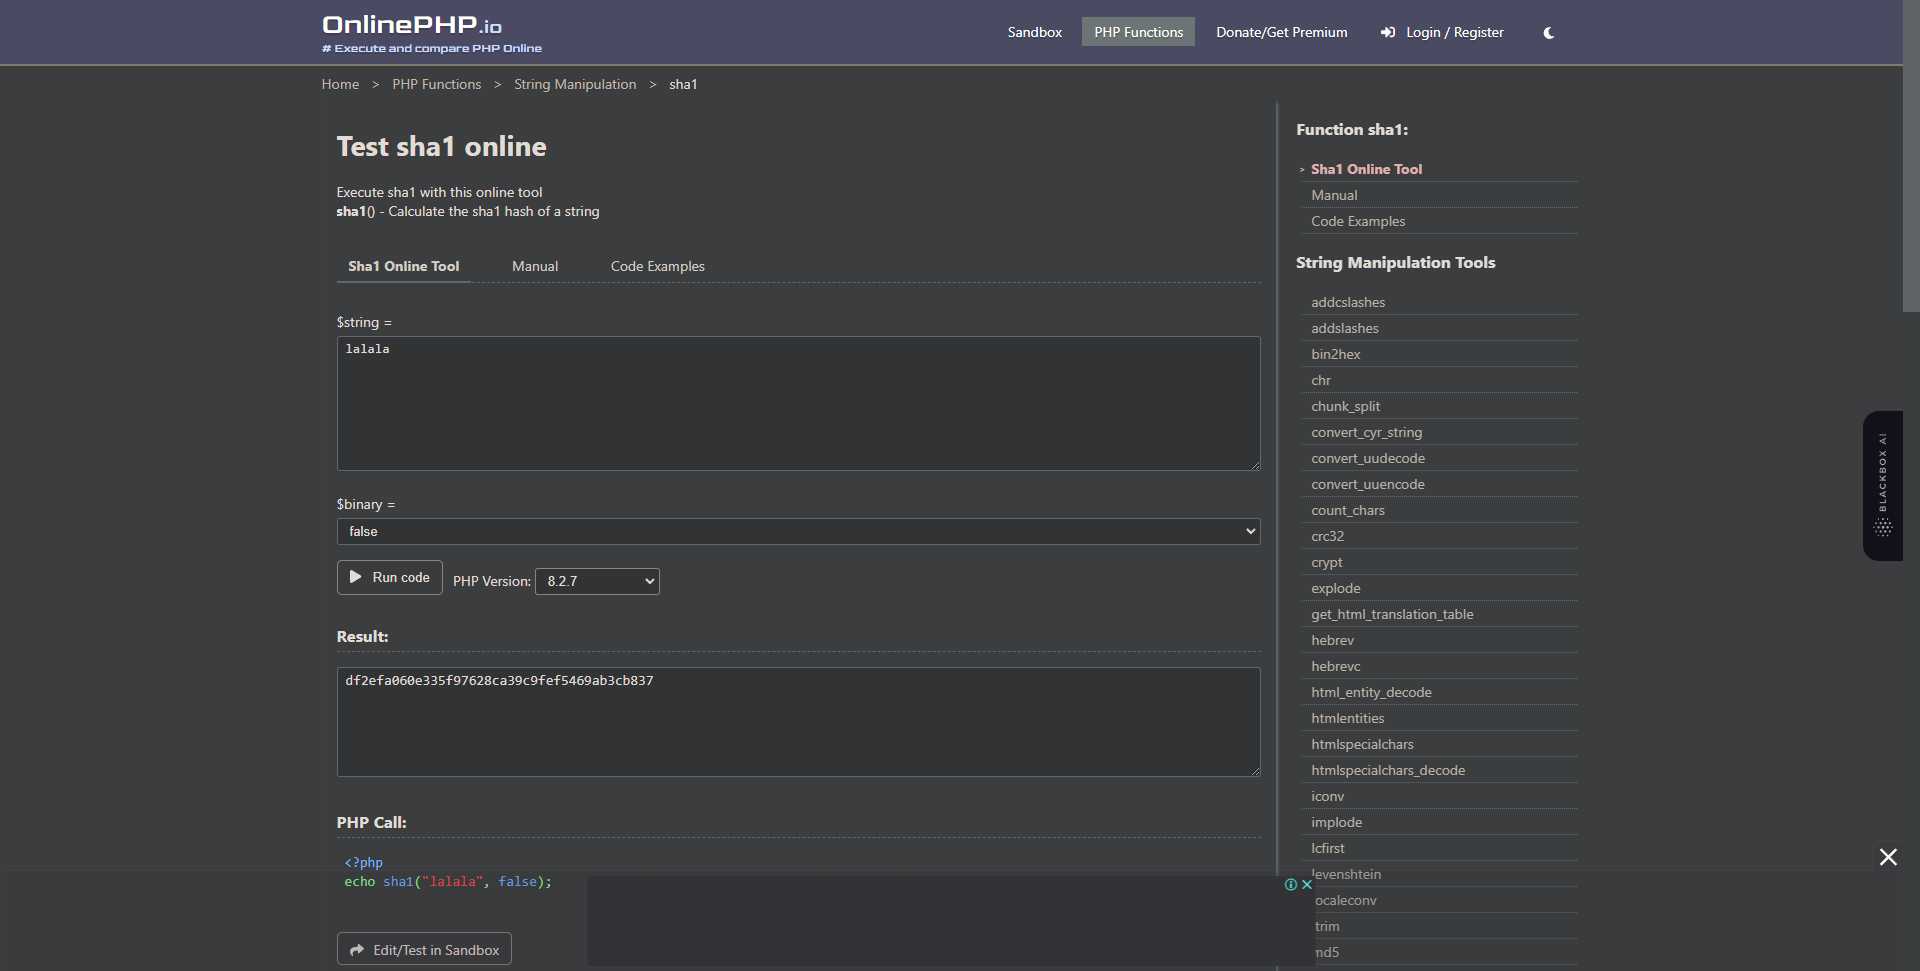 OnlinePHP.io
# Execute and compare PHP Online
Sandbox
PHP Functions
Donate/Get Premium
Login / Register
Home > PHP Functions > String Manipulation > sha1
Test sha1 online
Execute sha1 with this online tool
sha1() - Calculate the sha1 hash of a string
Sha1 Online Tool
Manual
Code Examples
$string =
lalala
$binary =
false
Run code
PHP Version:
8.2.7
Result:
df2efa060e335f97628ca39c9fef5469ab3cb837
PHP Call:
<?php
echo sha1("lalala", false);
Edit/Test in Sandbox
Function sha1:
> Sha1 Online Tool
Manual
Code Examples
String Manipulation Tools
addcslashes
addslashes
bin2hex
chr
chunk_split
convert_cyr_string
convert_uudecode
convert_uuencode
count_chars
crc32
crypt
explode
get_html_translation_table
hebrev
hebrevc
html_entity_decode
htmlentities
htmlspecialchars
htmlspecialchars_decode
iconv
implode
lcfirst
levenshtein
ocaleconv
trim
md5
BLACKBOX AI